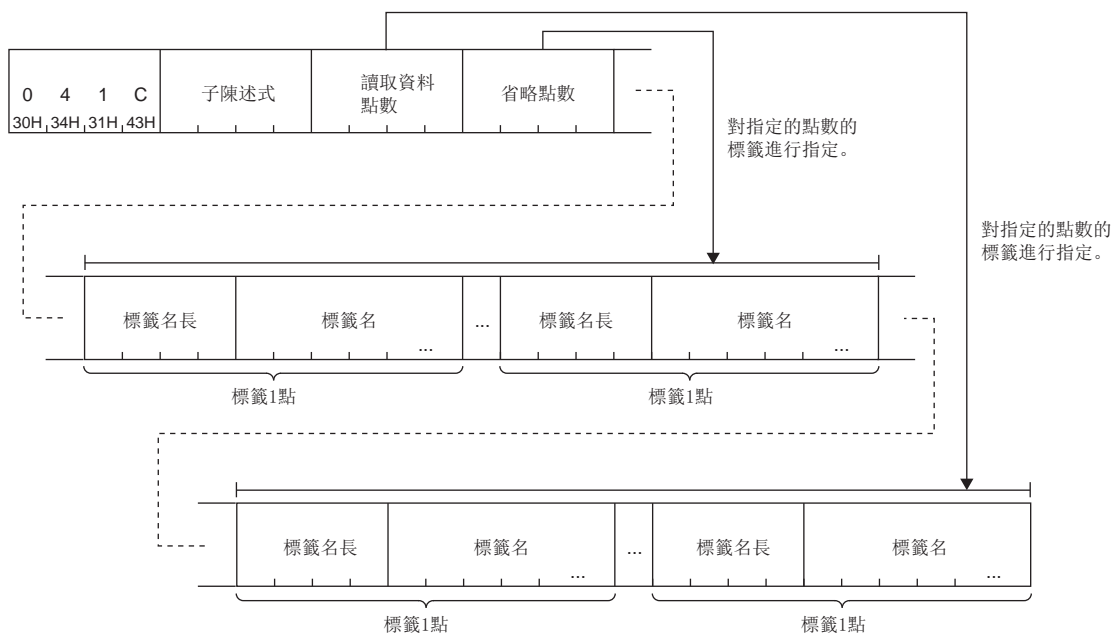 0 4 1 C
30H 34H 31H 43H
子陳述式
讀取資料
點數
省略點數
對指定的點數的
標籤進行指定。
對指定的點數的
標籤進行指定。
標籤名長
標籤名
...
...
標籤名長
標籤名
...
標籤1點
標籤1點
標籤名長
標籤名
...
...
標籤名長
標籤名
...
標籤1點
標籤1點